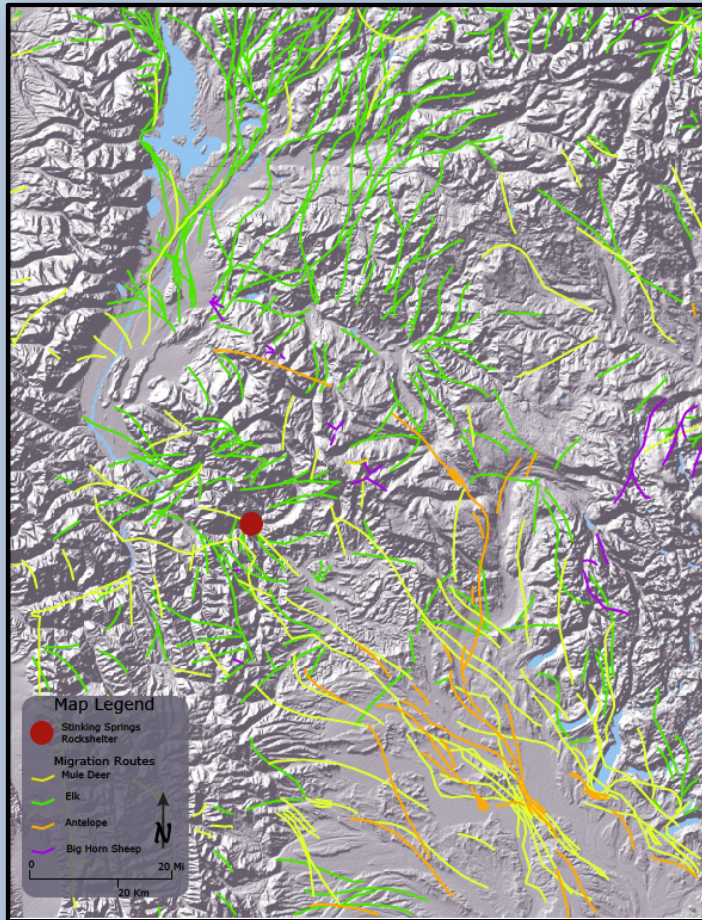 Map Legend
Stinking Springs
Rockshelter
Migration Routes
Mule Deer
Elk
Antelope
N
Big Horn Sheep
0 20 Mi
20 Km